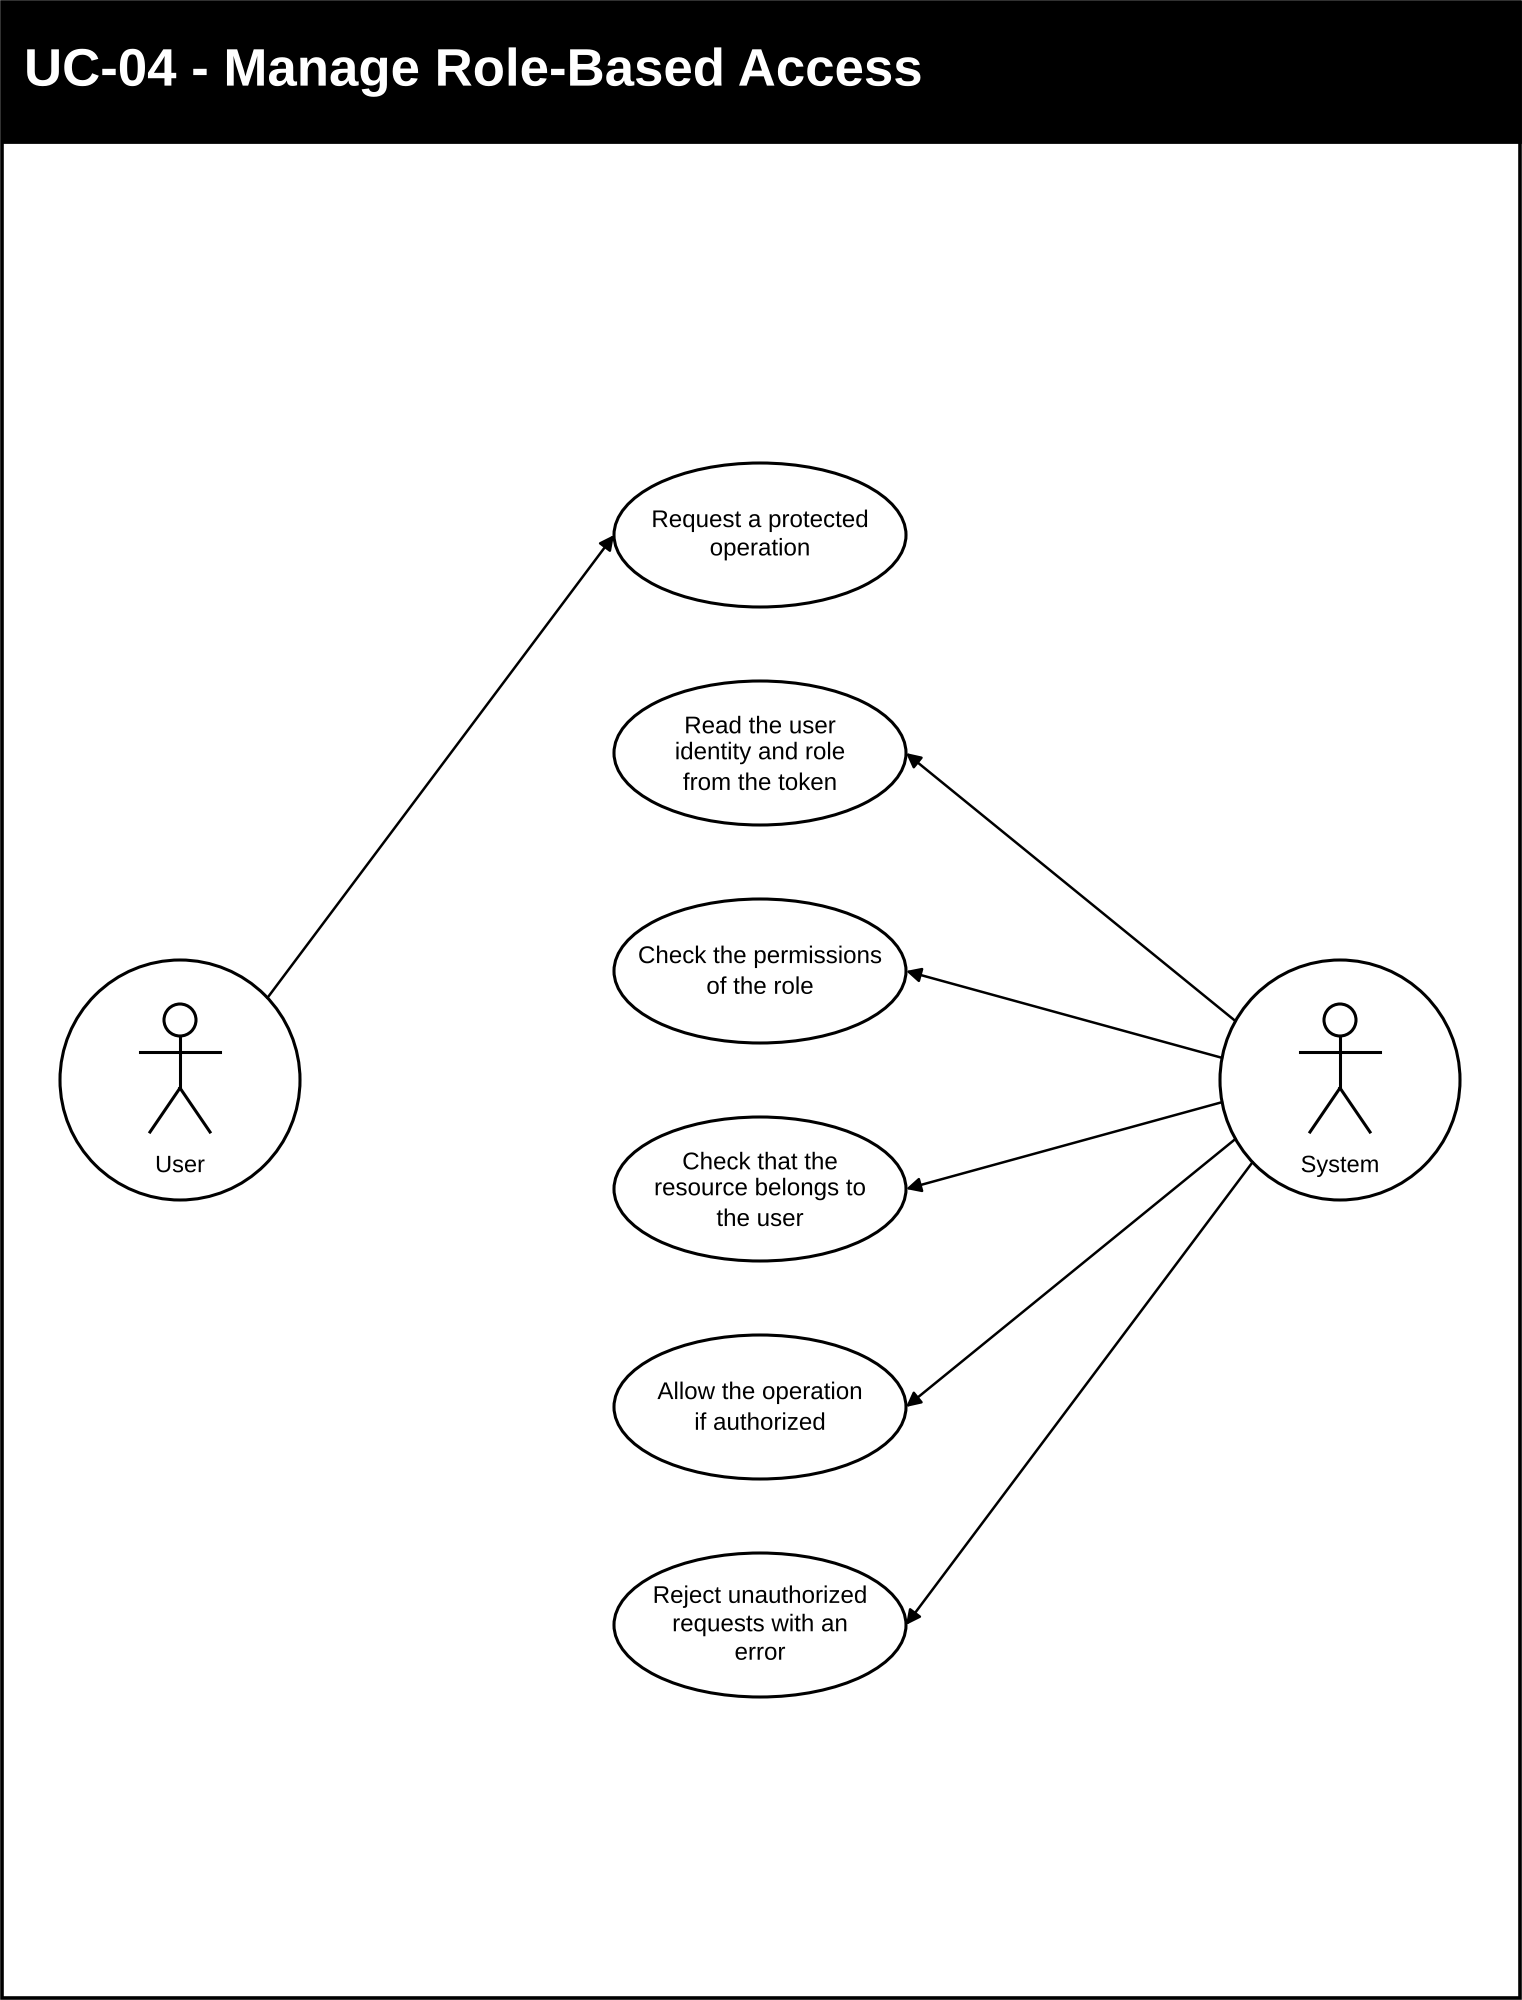 UC-04 - Manage Role-Based Access
Request a protected
operation
Read the user
identity and role
from the token
Check the permissions
of the role
User
System
Check that the
resource belongs to
the user
Allow the operation
if authorized
Reject unauthorized
requests with an
error